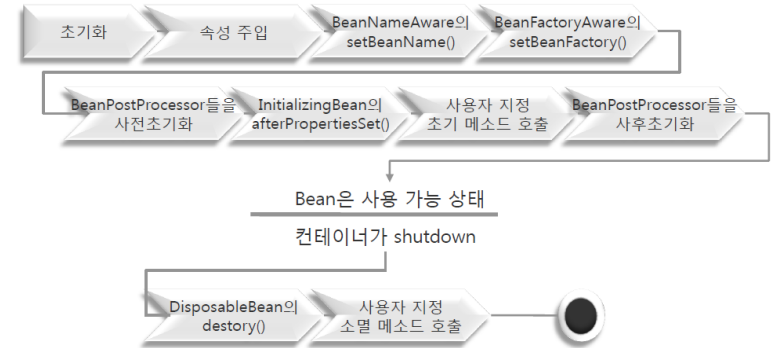 초기화
속성 주입
BeanNameAware의
setBeanName()
BeanFactoryAware의
setBeanFactory()
BeanPostProcessor들을
사전초기화
InitializingBean의
afterPropertiesSet()
사용자 지정
초기 메소드 호출
BeanPostProcessor들을
사후초기화
Bean은 사용 가능 상태
컨테이너가 shutdown
DisposableBean의
destory()
사용자 지정
소멸 메소드 호출